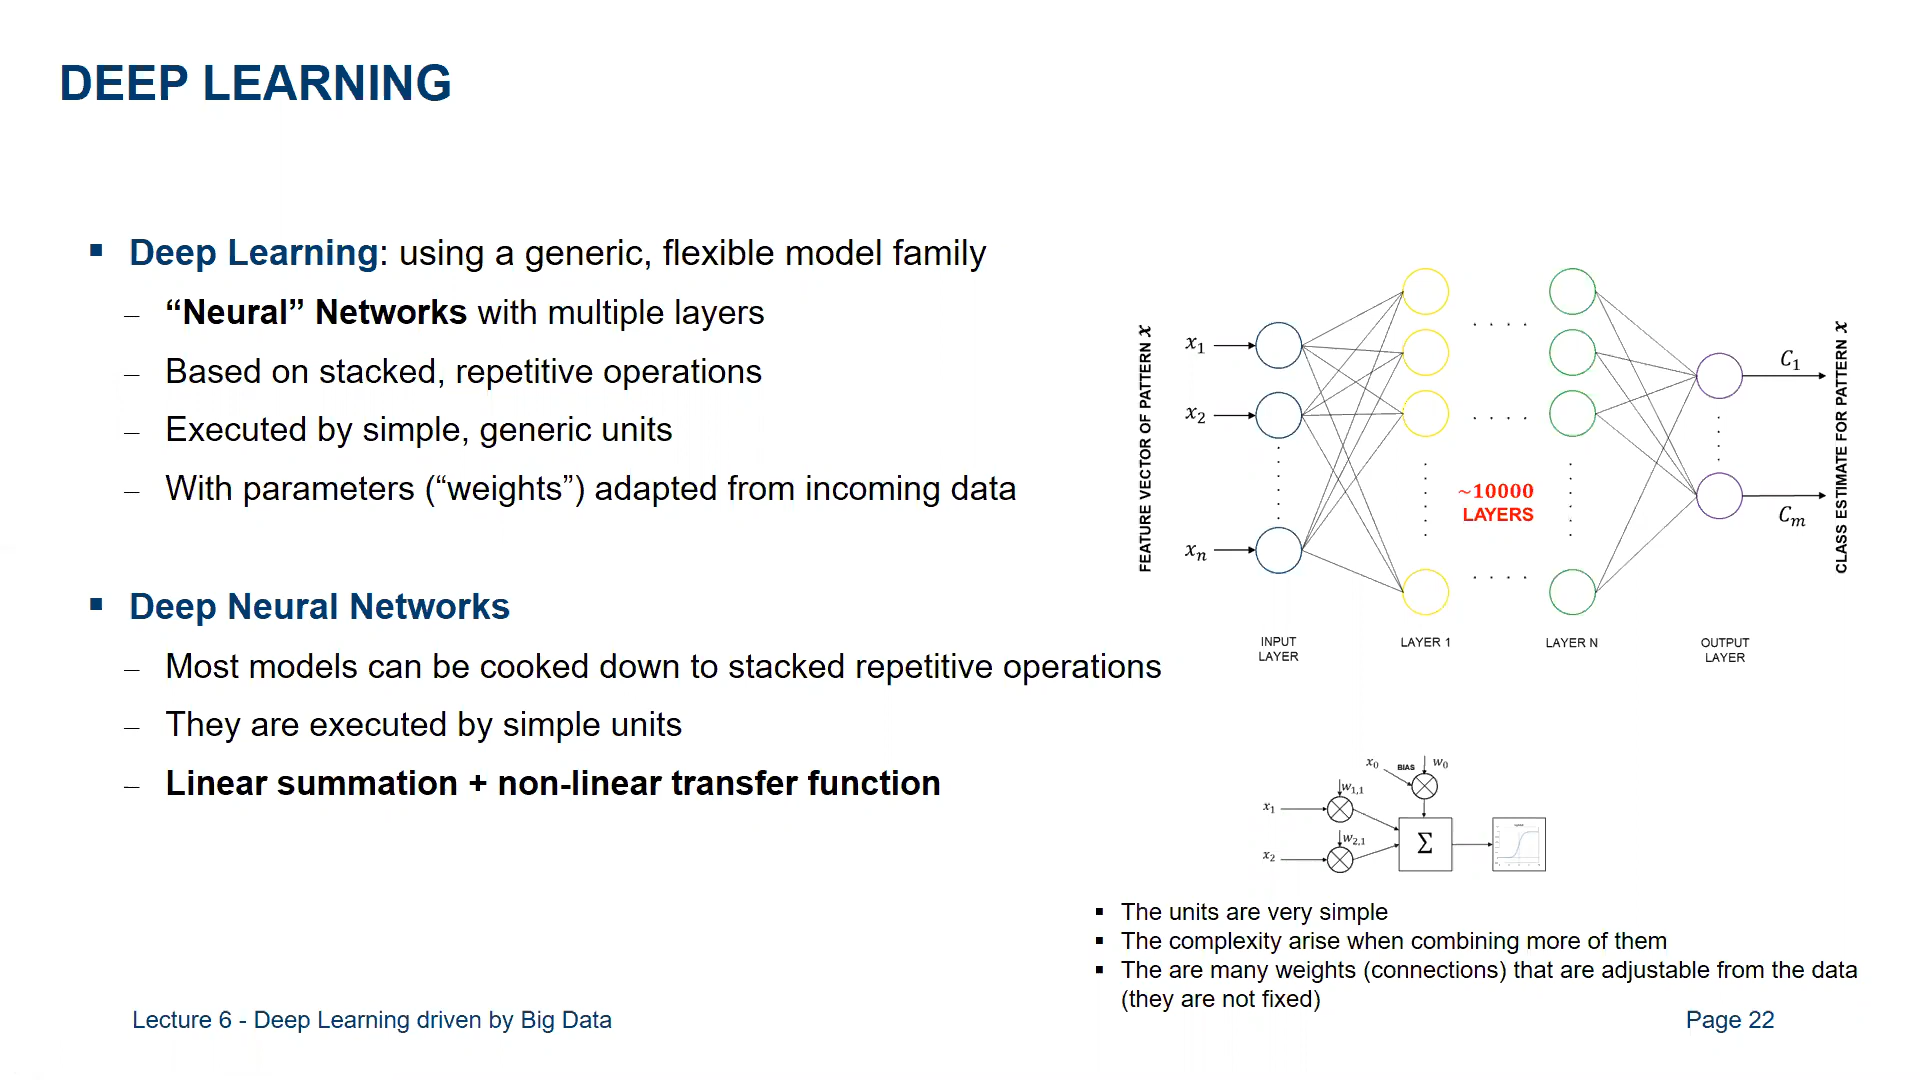 DEEP LEARNING
▪ Deep Learning: using a generic, flexible model family
– “Neural” Networks with multiple layers
– Based on stacked, repetitive operations
– Executed by simple, generic units
– With parameters (“weights”) adapted from incoming data
▪ Deep Neural Networks
– Most models can be cooked down to stacked repetitive operations
– They are executed by simple units
– Linear summation + non-linear transfer function
FEATURE VECTOR OF PATTERN x
x1
x2
xn
~10000
LAYERS
C1
Cm
CLASS ESTIMATE FOR PATTERN x
INPUT
LAYER
LAYER 1
LAYER N
OUTPUT
LAYER
x0 BIAS w0
x1 w1,1
x2 w2,1
Σ
▪ The units are very simple
▪ The complexity arise when combining more of them
▪ The are many weights (connections) that are adjustable from the data
(they are not fixed)
Lecture 6 - Deep Learning driven by Big Data
Page 22